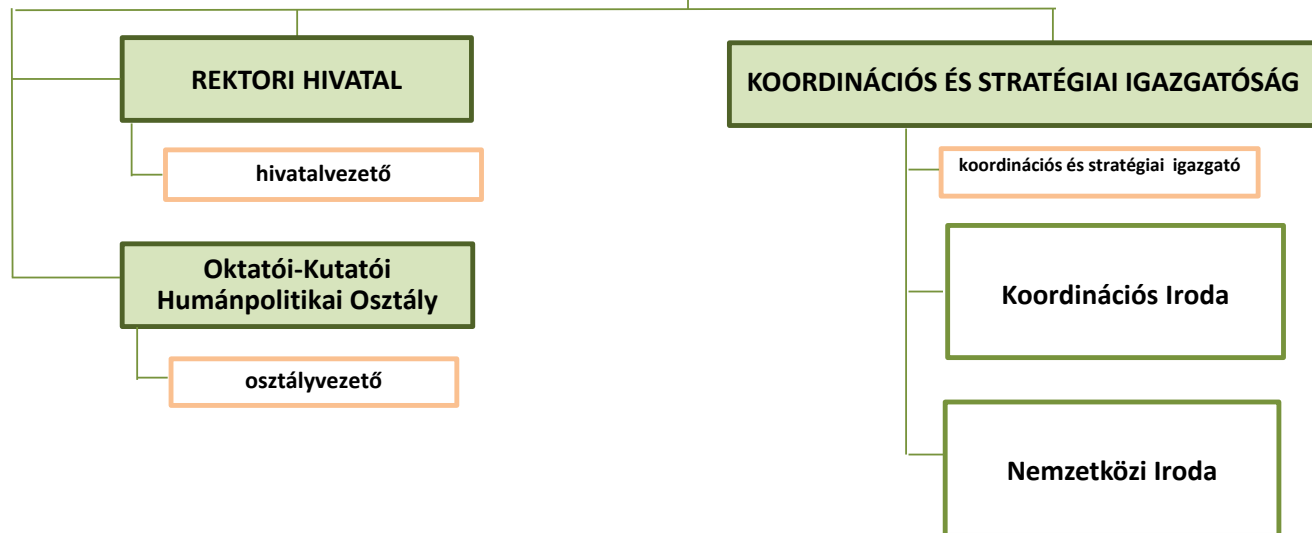 REKTORI HIVATAL
hivatalvezető
Oktatói-Kutatói
Humánpolitikai Osztály
osztályvezető
KOORDINÁCIÓS ÉS STRATÉGIAI IGAZGATÓSÁG
koordinációs és stratégiai igazgató
Koordinációs Iroda
Nemzetközi Iroda